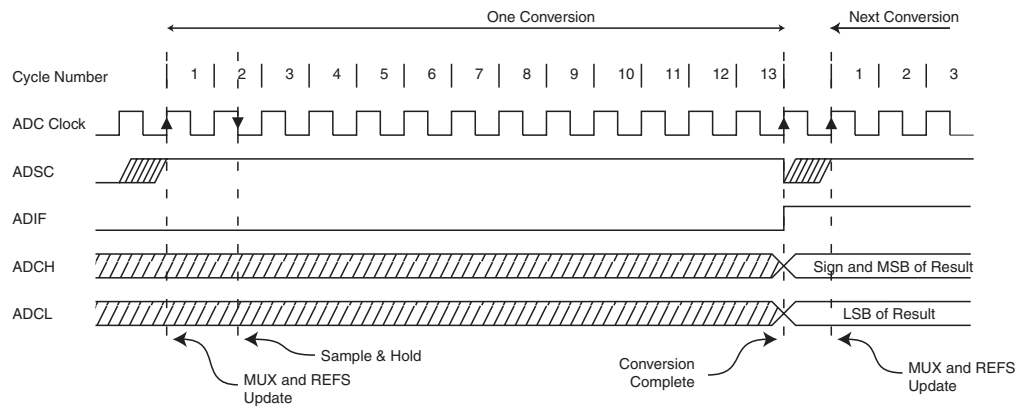 One Conversion
Next Conversion
Cycle Number 1 2 3 4 5 6 7 8 9 10 11 12 13 1 2 3
ADC Clock
ADSC
ADIF
ADCH Sign and MSB of Result
ADCL LSB of Result
Sample & Hold
MUX and REFS
Update
Conversion
Complete
MUX and REFS
Update